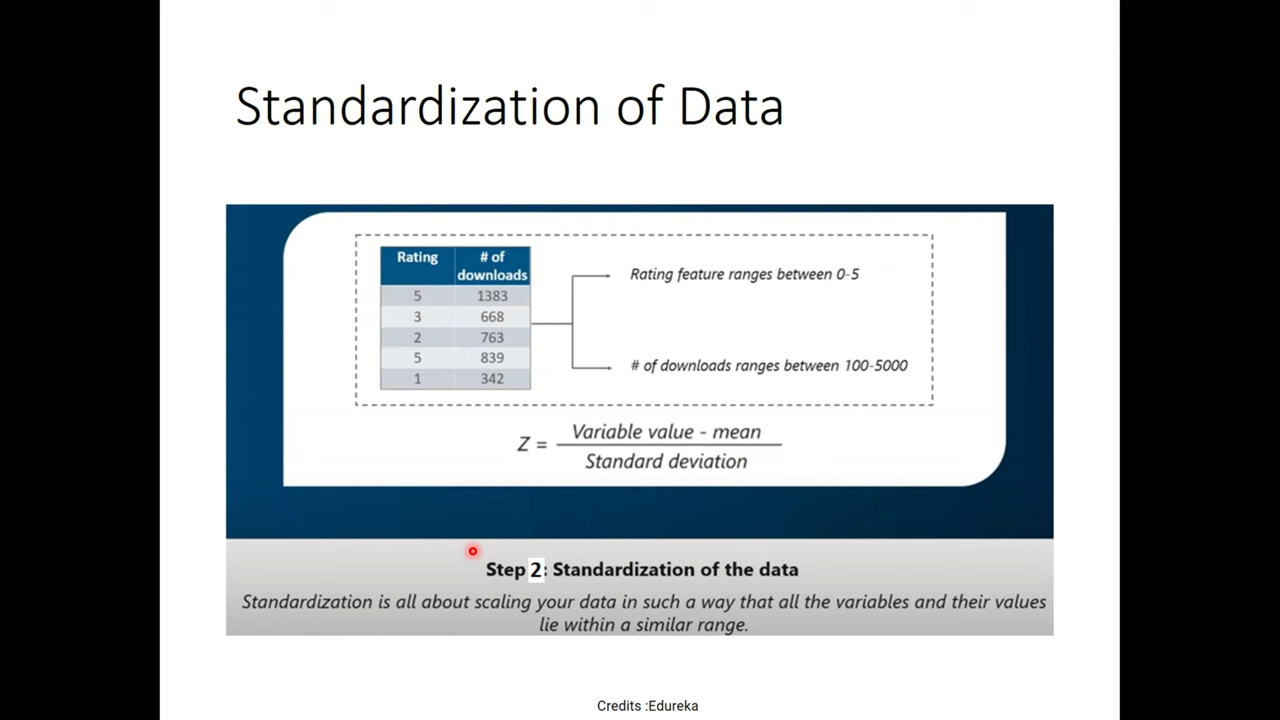 Standardization of Data
Rating # of downloads
5 1383
3 668
2 763
5 839
1 342
Rating feature ranges between 0-5
# of downloads ranges between 100-5000
Z = Variable value - mean
Standard deviation
Step 2: Standardization of the data
Standardization is all about scaling your data in such a way that all the variables and their values
lie within a similar range.
Credits :Edureka